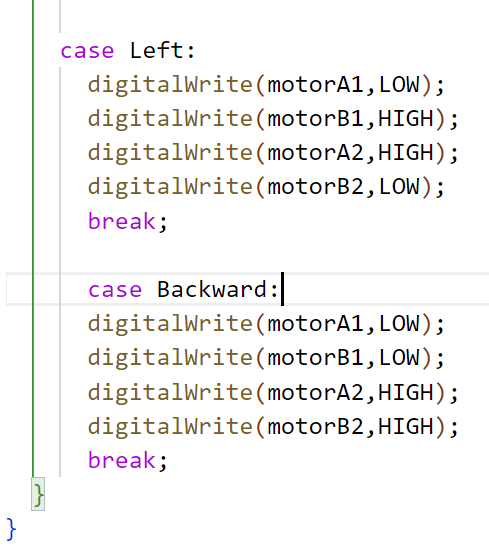 case Left:
digitalWrite(motorA1,LOW);
digitalWrite(motorB1,HIGH);
digitalWrite(motorA2,HIGH);
digitalWrite(motorB2,LOW);
break;
case Backward:
digitalWrite(motorA1,LOW);
digitalWrite(motorB1,LOW);
digitalWrite(motorA2,HIGH);
digitalWrite(motorB2,HIGH);
break;
}
}